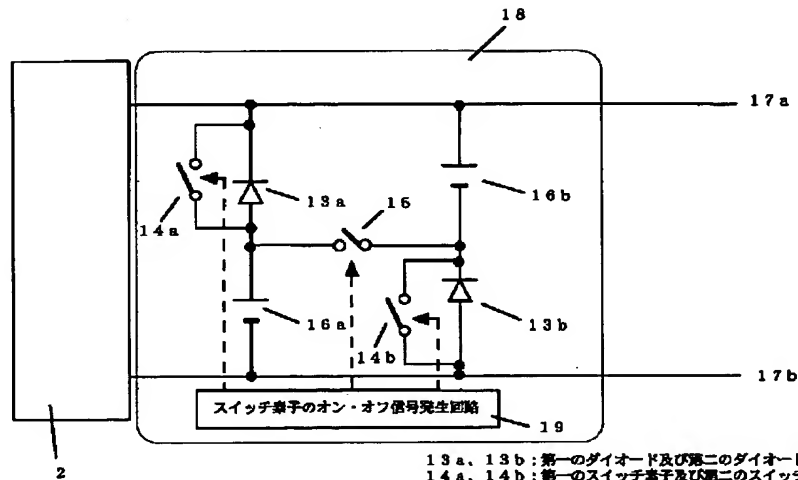 18
17a
13a
16
16b
14a
16a
14b
13b
17b
スイッチ素子のオン・オフ信号発生回路
19
2
13a、13b：第一のダイオード及び第二のダイオード
14a、14b：第一のスイッチ素子及び第二のスイッチ